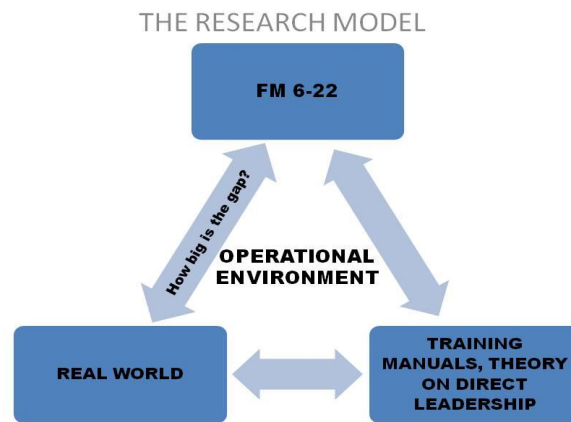 THE RESEARCH MODEL
FM 6-22
How big is the gap?
OPERATIONAL
ENVIRONMENT
REAL WORLD
TRAINING
MANUALS, THEORY
ON DIRECT
LEADERSHIP